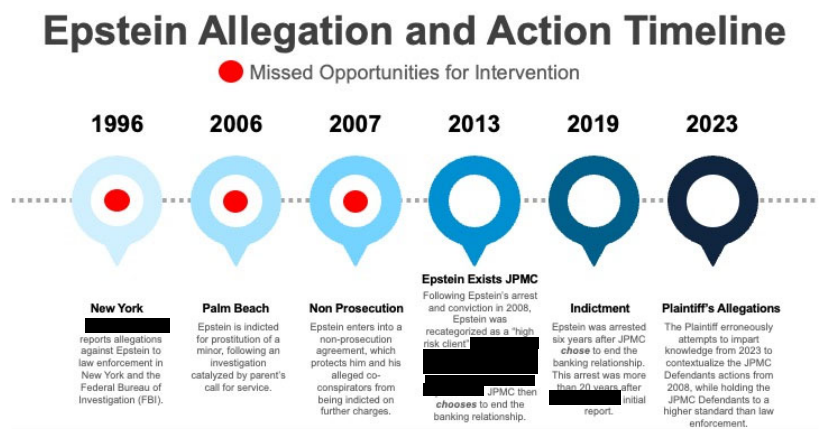 Epstein Allegation and Action Timeline
Missed Opportunities for Intervention
1996
2006
2007
2013
2019
2023
New York
reports allegations
against Epstein to
law enforcement in
New York and the
Federal Bureau of
Investigation (FBI).
Palm Beach
Epstein is indicted
for prostitution of a
minor, following an
investigation
catalyzed by parent's
call for service.
Non Prosecution
Epstein enters into a
non-prosecution
agreement, which
protects him and his
alleged co-
conspirators from
being indicted on
further charges.
Epstein Exists JPMC
Following Epstein's arrest
and conviction in 2008,
Epstein was
recategorized as a "high
risk client"
JPMC then
chooses to end the
banking relationship.
Indictment
Epstein was arrested
six years after JPMC
chose to end the
banking relationship.
This arrest was more
than 20 years after
initial
report.
Plaintiff's Allegations
The Plaintiff erroneously
attempts to impart
knowledge from 2023 to
contextualize the JPMC
Defendants actions from
2008, while holding the
JPMC Defendants to a
higher standard than law
enforcement.